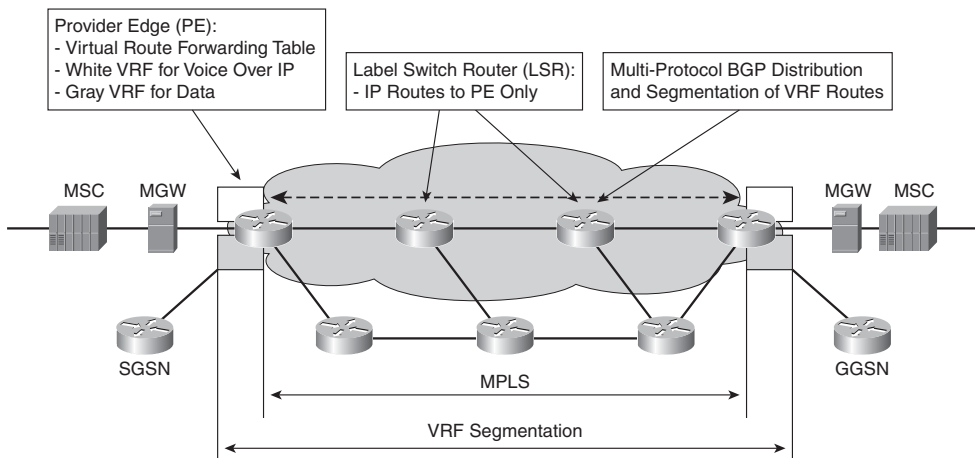 Provider Edge (PE):
- Virtual Route Forwarding Table
- White VRF for Voice Over IP
- Gray VRF for Data
Label Switch Router (LSR):
- IP Routes to PE Only
Multi-Protocol BGP Distribution
and Segmentation of VRF Routes
MSC
MGW
MGW
MSC
SGSN
GGSN
MPLS
VRF Segmentation